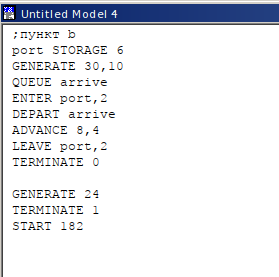 Untitled Model 4
;пункт b
port STORAGE 6
GENERATE 30,10
QUEUE arrive
ENTER port,2
DEPART arrive
ADVANCE 8,4
LEAVE port,2
TERMINATE 0
GENERATE 24
TERMINATE 1
START 182